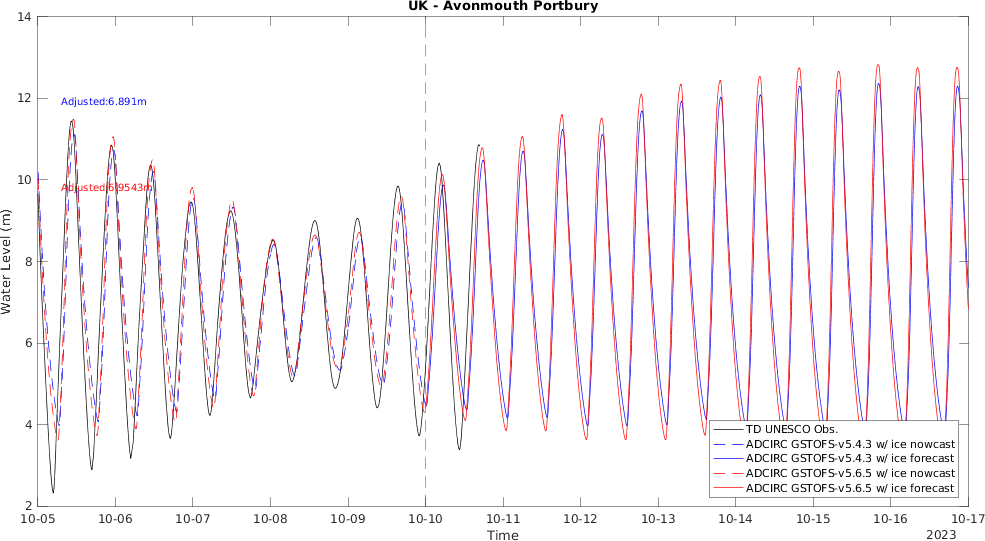 UK - Avonmouth Portbury
Water Level (m)
14
12
10
8
6
4
2
Adjusted:6.891m
Adjusted:6.9543m
TD UNESCO Obs.
ADCIRC GSTOFS-v5.4.3 w/ ice nowcast
ADCIRC GSTOFS-v5.4.3 w/ ice forecast
ADCIRC GSTOFS-v5.6.5 w/ ice nowcast
ADCIRC GSTOFS-v5.6.5 w/ ice forecast
10-05 10-06 10-07 10-08 10-09 10-10 10-11 10-12 10-13 10-14 10-15 10-16 10-17
Time
2023